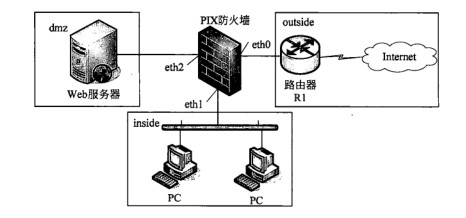 dmz
PIX防火墙
outside
eth0
eth2
Internet
Web服务器
eth1
路由器
R1
inside
PC
PC